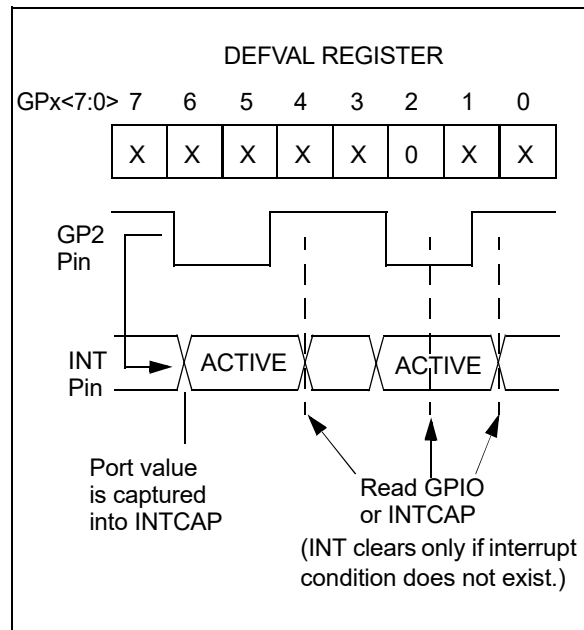 DEFVAL REGISTER
GPx<7:0> 7 6 5 4 3 2 1 0
X X X X X 0 X X
GP2
Pin
INT
Pin
ACTIVE
ACTIVE
Port value
is captured
into INTCAP
Read GPIO
or INTCAP
(INT clears only if interrupt
condition does not exist.)